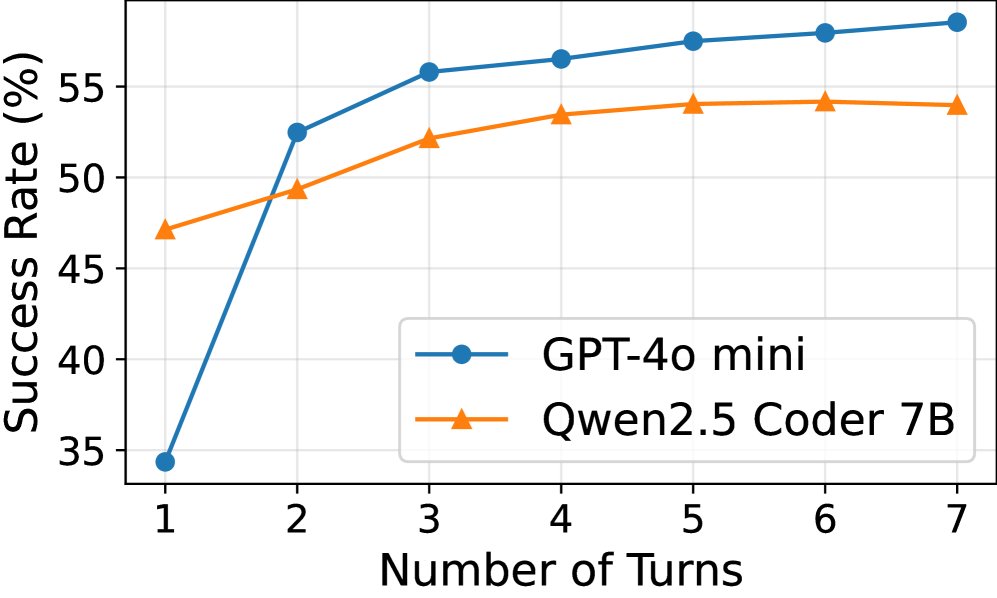 Success Rate (%)
55
50
45
40
35
GPT-4o mini
Qwen2.5 Coder 7B
1 2 3 4 5 6 7
Number of Turns